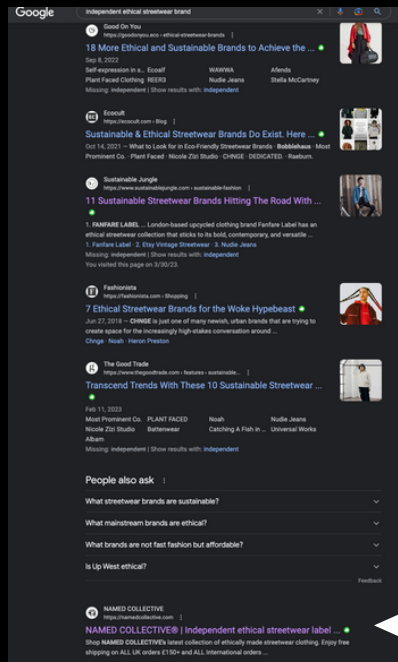 Google
independent ethical streetwear brand
Good On You
https://goodonyou.eco › ethical-streetwear-brands
18 More Ethical and Sustainable Brands to Achieve the ...
Sep 8, 2022
Self-expression in s... Ecoalf WAWWA Afends
Plant Faced Clothing REER3 Nudie Jeans Stella McCartney
Missing: independent | Show results with: independent
Ecocult
https://ecocult.com › Blog
Sustainable & Ethical Streetwear Brands Do Exist. Here ...
Oct 14, 2021 — What to Look for in Eco-Friendly Streetwear Brands · Bobblehaus · Most
Prominent Co. · Plant Faced · Nicole Zizi Studio · CHNGE · DEDICATED. · Raeburn.
Sustainable Jungle
https://www.sustainablejungle.com › sustainable-fashion
11 Sustainable Streetwear Brands Hitting The Road With ...
1. FANFARE LABEL ... London-based upcycled clothing brand Fanfare Label has an
ethical streetwear collection that sticks to its bold, contemporary, and versatile ...
1. Fanfare Label · 2. Etsy Vintage Streetwear · 3. Nudie Jeans
Missing: independent | Show results with: independent
You visited this page on 3/30/23.
Fashionista
https://fashionista.com › Shopping
7 Ethical Streetwear Brands for the Woke Hypebeast
Jun 27, 2018 — CHNGE is just one of many newish, urban brands that are trying to
create space for the increasingly high-stakes conversation around ...
Chnge · Noah · Heron Preston
The Good Trade
https://www.thegoodtrade.com › features › sustainable...
Transcend Trends With These 10 Sustainable Streetwear ...
Feb 11, 2023
Most Prominent Co. PLANT FACED Noah Nudie Jeans
Nicole Zizi Studio Battenwear Catching A Fish in ... Universal Works
Albam
Missing: independent | Show results with: independent
People also ask
What streetwear brands are sustainable?
What mainstream brands are ethical?
What brands are not fast fashion but affordable?
Is Up West ethical?
Feedback
NAMED COLLECTIVE
https://namedcollective.com
NAMED COLLECTIVE® | Independent ethical streetwear label ...
Shop NAMED COLLECTIVE's latest collection of ethically made streetwear clothing. Enjoy free
shipping on ALL UK orders £150+ and ALL International orders ...